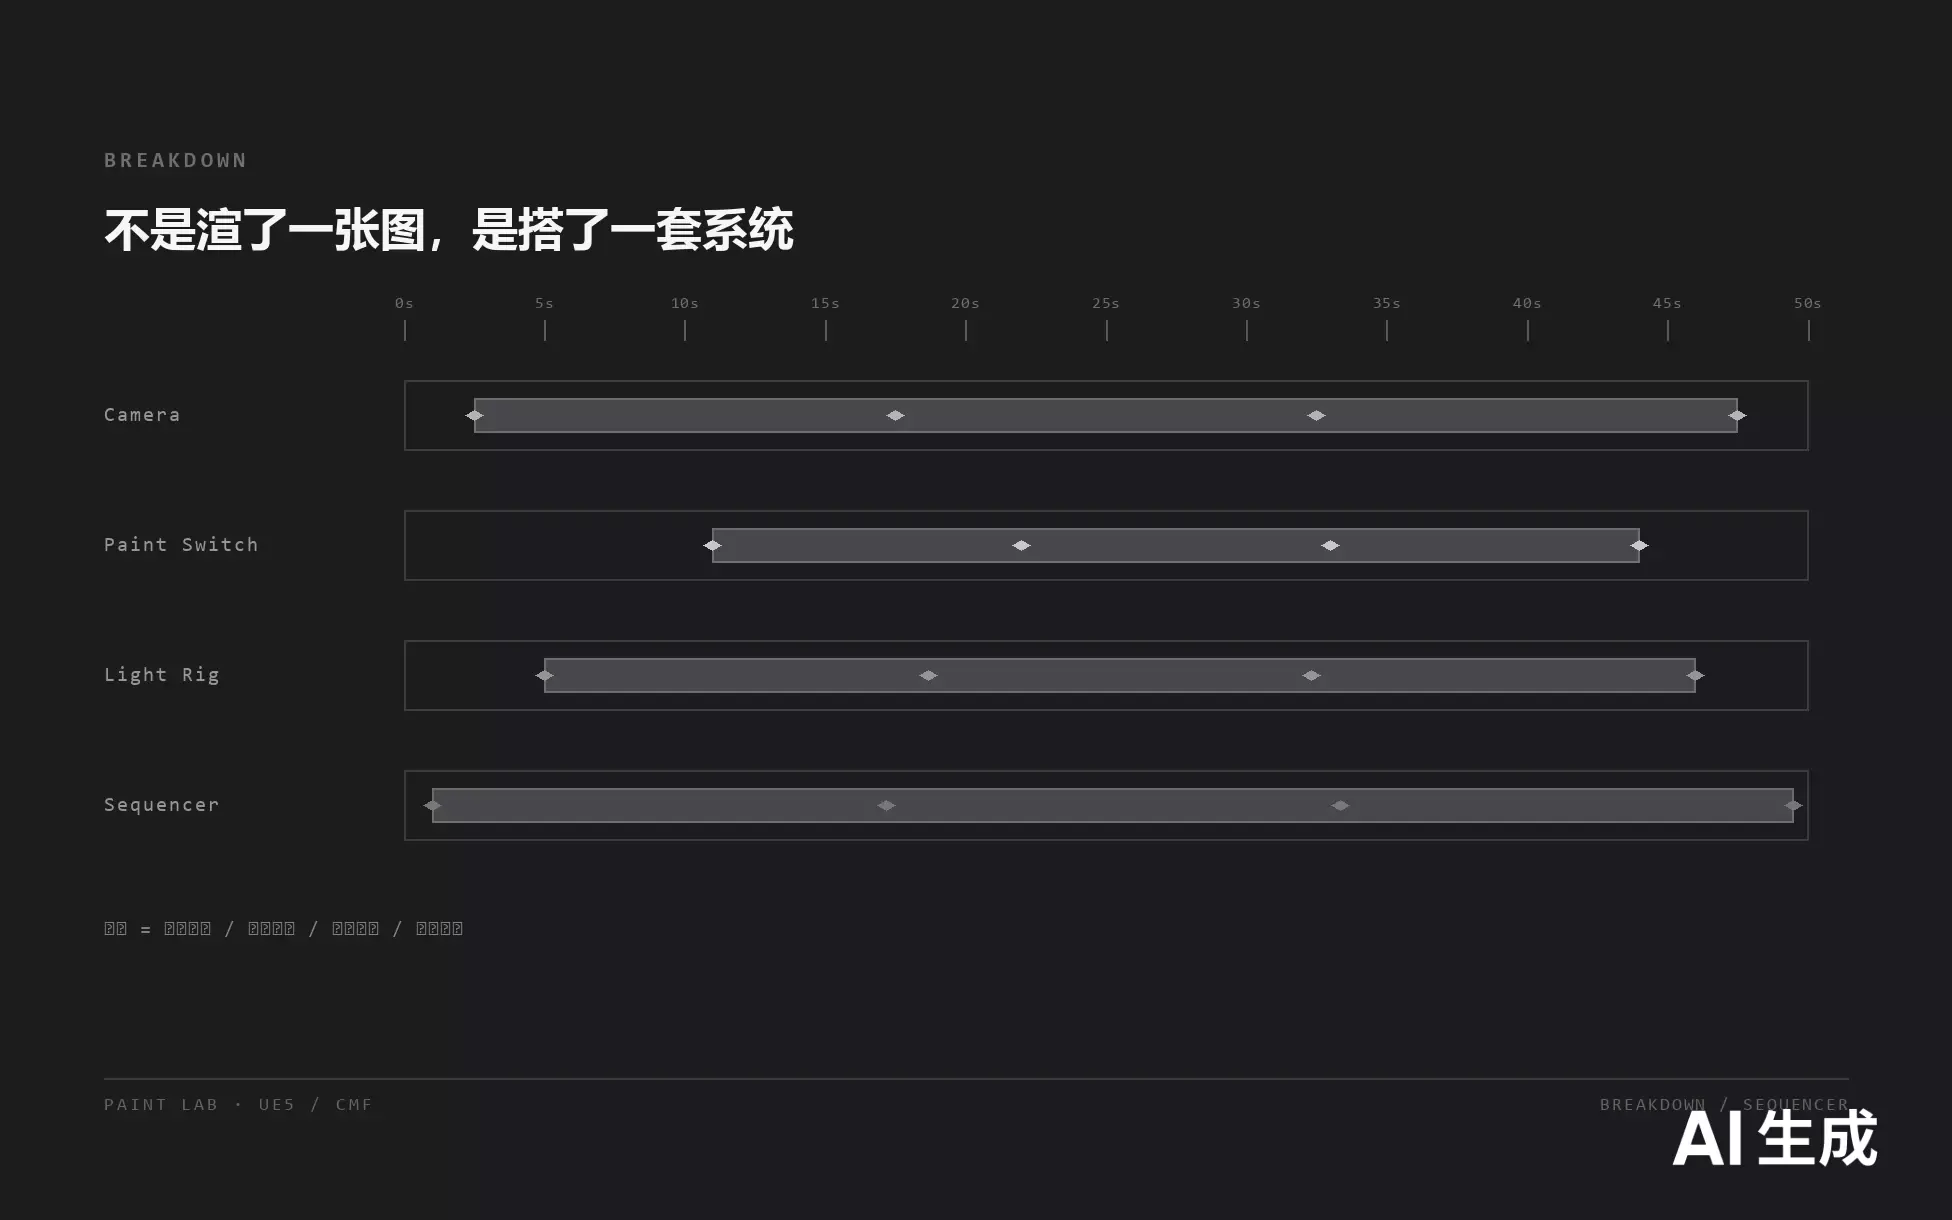 BREAKDOWN
不是渲了一张图，是搭了一套系统
0s 5s 10s 15s 20s 25s 30s 35s 40s 45s 50s
Camera
Paint Switch
Light Rig
Sequencer
PAINT LAB · UE5 / CMF
BREAKDOWN / SEQUENCER
AI 生成